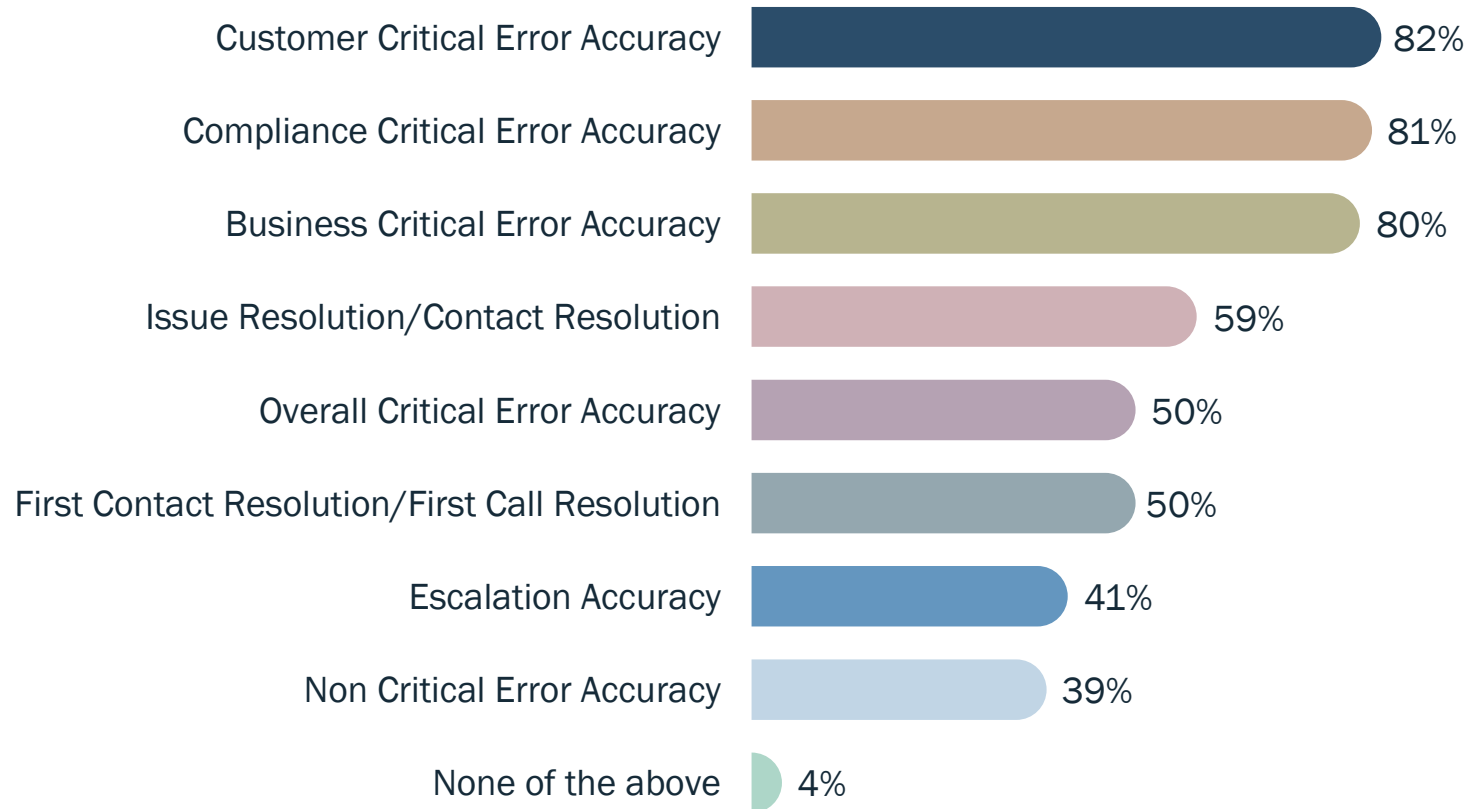 Customer Critical Error Accuracy 82%
Compliance Critical Error Accuracy 81%
Business Critical Error Accuracy 80%
Issue Resolution/Contact Resolution 59%
Overall Critical Error Accuracy 50%
First Contact Resolution/First Call Resolution 50%
Escalation Accuracy 41%
Non Critical Error Accuracy 39%
None of the above 4%